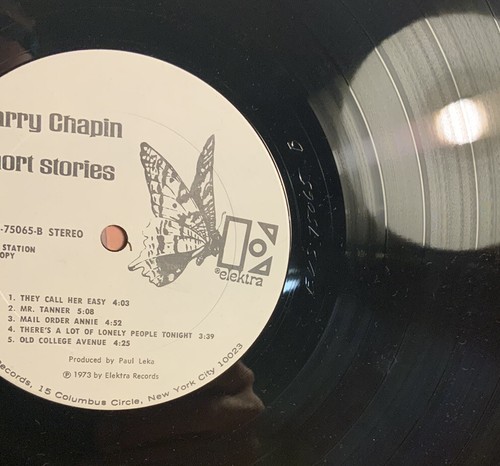 arry Chapin
ort stories
-75065-B STEREO
STATION
OPY
elektra
1. THEY CALL HER EASY 4:03
2. MR. TANNER 5:08
3. MAIL ORDER ANNIE 4:52
4. THERE'S A LOT OF LONELY PEOPLE TONIGHT 3:39
5. OLD COLLEGE AVENUE 4:25
Produced by Paul Leka
℗ 1973 by Elektra Records
ecords, 15 Columbus Circle, New York City 10023